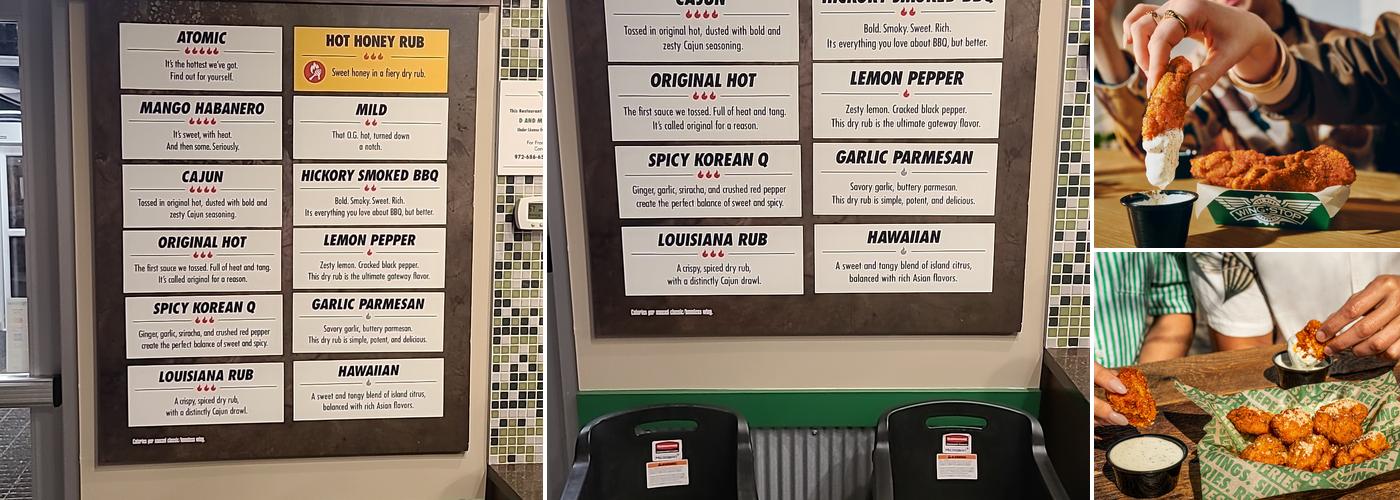 ATOMIC
It's the hottest we've got.
Find out for yourself.
HOT HONEY RUB
Sweet honey in a fiery dry rub.
MANGO HABANERO
It's sweet, with heat.
And then some. Seriously.
MILD
That O.G. hot, turned down
a notch.
CAJUN
Tossed in original hot, dusted with bold and
zesty Cajun seasoning.
HICKORY SMOKED BBQ
Bold. Smoky. Sweet. Rich.
Its everything you love about BBQ, but better.
ORIGINAL HOT
The first sauce we tossed. Full of heat and tang.
It's called original for a reason.
LEMON PEPPER
Zesty lemon. Cracked black pepper.
This dry rub is the ultimate gateway flavor.
SPICY KOREAN Q
Ginger, garlic, sriracha, and crushed red pepper
create the perfect balance of sweet and spicy.
GARLIC PARMESAN
Savory garlic, buttery parmesan.
This dry rub is simple, potent, and delicious.
LOUISIANA RUB
A crispy, spiced dry rub,
with a distinctly Cajun drawl.
HAWAIIAN
A sweet and tangy blend of island citrus,
balanced with rich Asian flavors.
This Restaurant
CAJUN
Tossed in original hot, dusted with bold and
zesty Cajun seasoning.
HICKORY SMOKED BBQ
Bold. Smoky. Sweet. Rich.
Its everything you love about BBQ, but better.
ORIGINAL HOT
The first sauce we tossed. Full of heat and tang.
It's called original for a reason.
LEMON PEPPER
Zesty lemon. Cracked black pepper.
This dry rub is the ultimate gateway flavor.
SPICY KOREAN Q
Ginger, garlic, sriracha, and crushed red pepper
create the perfect balance of sweet and spicy.
GARLIC PARMESAN
Savory garlic, buttery parmesan.
This dry rub is simple, potent, and delicious.
LOUISIANA RUB
A crispy, spiced dry rub,
with a distinctly Cajun drawl.
HAWAIIAN
A sweet and tangy blend of island citrus,
balanced with rich Asian flavors.
WING STOP